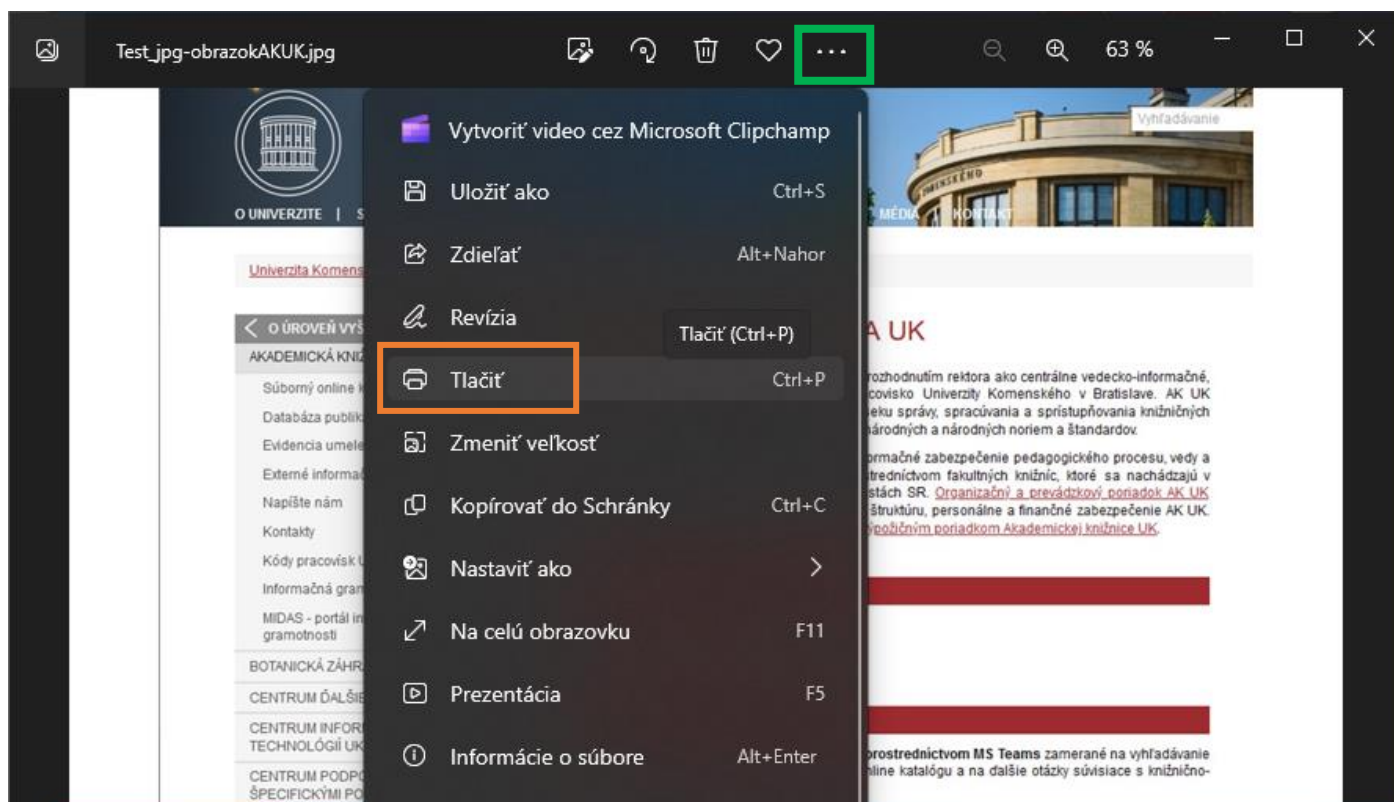 Test_jpg-obrazokAKUK.jpg
63 %
Vyhľadávanie
KOMENSKÉHO
O UNIVERZITE | S
MÉDIÁ | KONTAKT
Vytvoriť video cez Microsoft Clipchamp
Uložiť ako Ctrl+S
Zdieľať Alt+Nahor
Revízia
Tlačiť (Ctrl+P)
Tlačiť Ctrl+P
Zmeniť veľkosť
Kopírovať do Schránky Ctrl+C
Nastaviť ako
Na celú obrazovku F11
Prezentácia F5
Informácie o súbore Alt+Enter
Univerzita Komens
O ÚROVEŇ VYŠ
AKADEMICKÁ KNIŽ
Súborný online k
Databáza publik
Evidencia umele
Externé informač
Napíšte nám
Kontakty
Kódy pracovísk U
Informačná gram
MIDAS - portál in
gramotnosti
BOTANICKÁ ZÁHR
CENTRUM ĎALŠIE
CENTRUM INFOR
TECHNOLÓGIÍ UK
CENTRUM PODPO
ŠPECIFICKÝMI PO
A UK
rozhodnutím rektora ako centrálne vedecko-informačné,
covisko Univerzity Komenského v Bratislave. AK UK
eku správy, spracúvania a sprístupňovania knižničných
národných a národných noriem a štandardov.
ormačné zabezpečenie pedagogického procesu, vedy a
tredníctvom fakultných knižníc, ktoré sa nachádzajú v
stách SR. Organizačný a prevádzkový poriadok AK UK
štruktúru, personálne a finančné zabezpečenie AK UK.
ýpožičným poriadkom Akademickej knižnice UK.
prostredníctvom MS Teams zamerané na vyhľadávanie
nline katalógu a na ďalšie otázky súvisiace s knižnično-